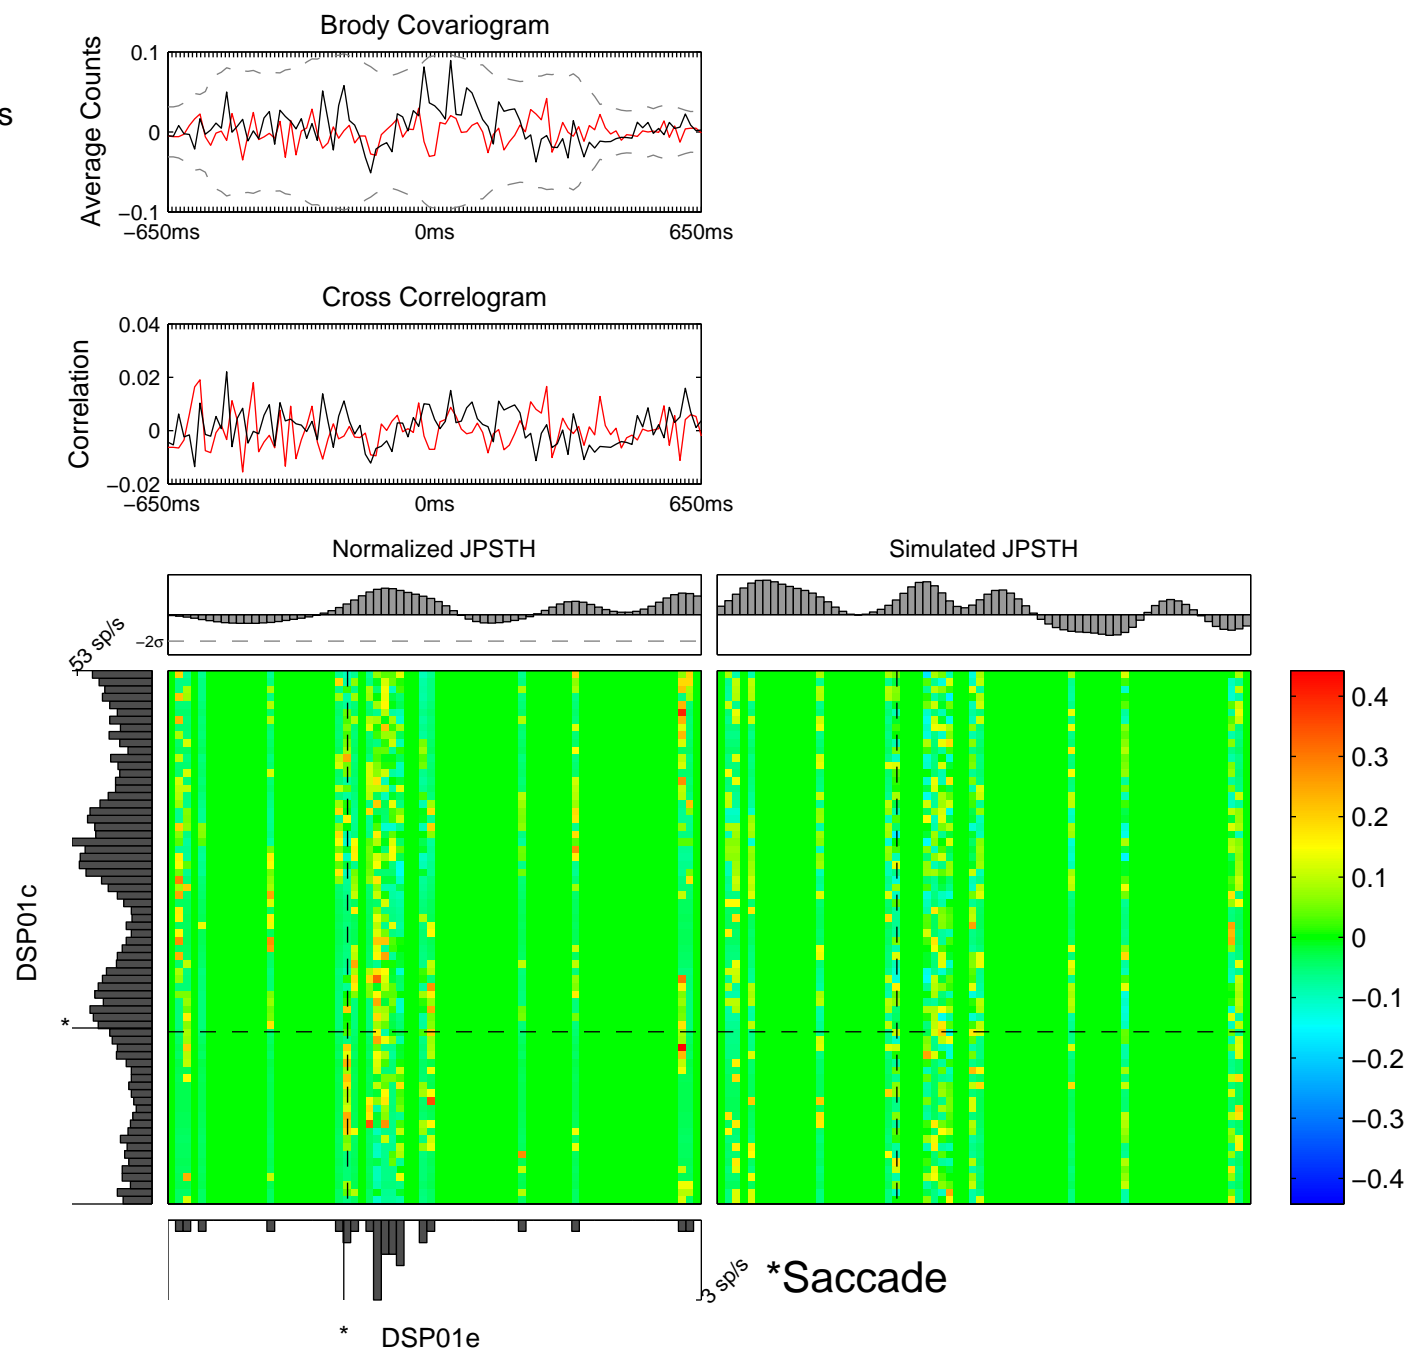 Brody Covariogram
s
Average Counts
0.1
0
−0.1
−650ms 0ms 650ms
Cross Correlogram
Correlation
0.04
0.02
0
−0.02
−650ms 0ms 650ms
Normalized JPSTH
Simulated JPSTH
−2σ
53 sp/s
DSP01c
*
0.4
0.3
0.2
0.1
0
−0.1
−0.2
−0.3
−0.4
3 sp/s
*Saccade
* DSP01e